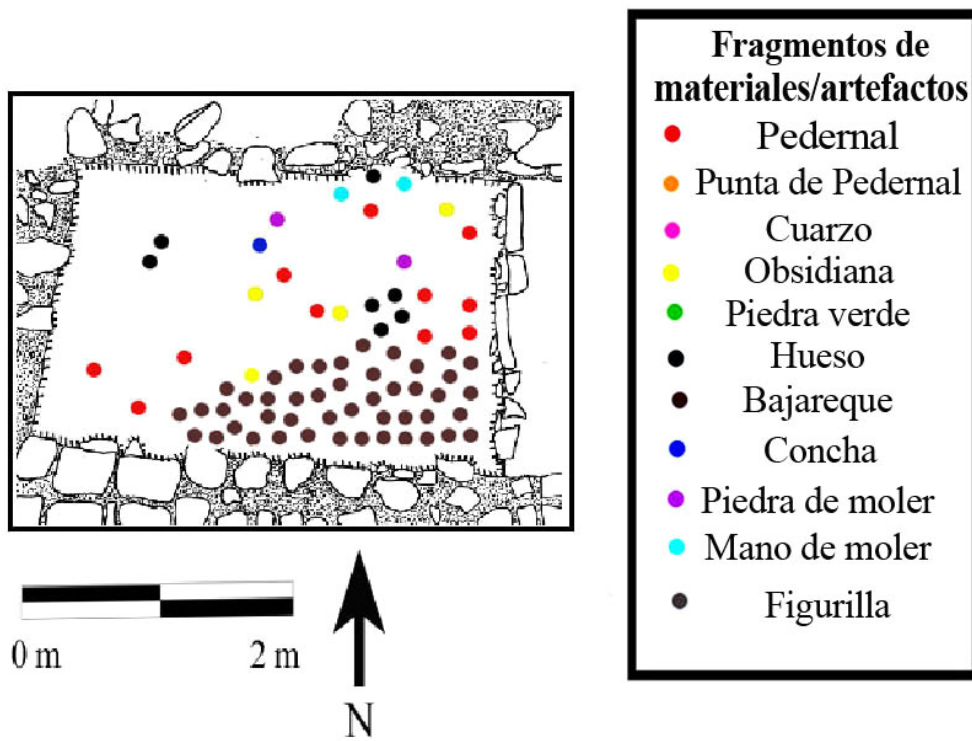 Fragmentos de
materiales/artefactos
Pedernal
Punta de Pedernal
Cuarzo
Obsidiana
Piedra verde
Hueso
Bajareque
Concha
Piedra de moler
Mano de moler
Figurilla
0 m 2 m
N